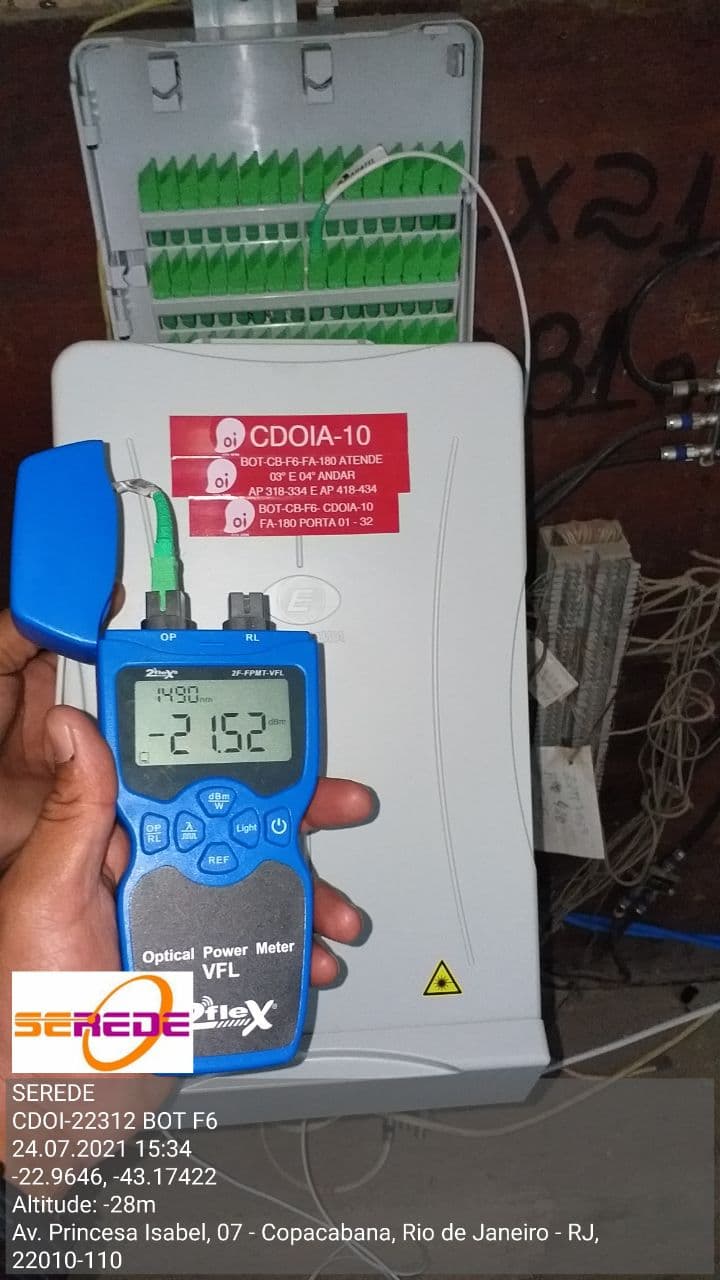 X21
81
oi CDOIA-10
oi BOT-CB-F6-FA-180 ATENDE
03° E 04° ANDAR
AP 318-334 E AP 418-434
oi BOT-CB-F6- CDOIA-10
FA-180 PORTA 01 - 32
E
OP RL
2fleX 2F-FPMT-VFL
1490nm
-21.52 dBm
dBm
W
OP
RL
λ
Light
REF
Optical Power Meter
VFL
2fleX
SEREDE
SEREDE
CDOI-22312 BOT F6
24.07.2021 15:34
-22.9646, -43.17422
Altitude: -28m
Av. Princesa Isabel, 07 - Copacabana, Rio de Janeiro - RJ,
22010-110